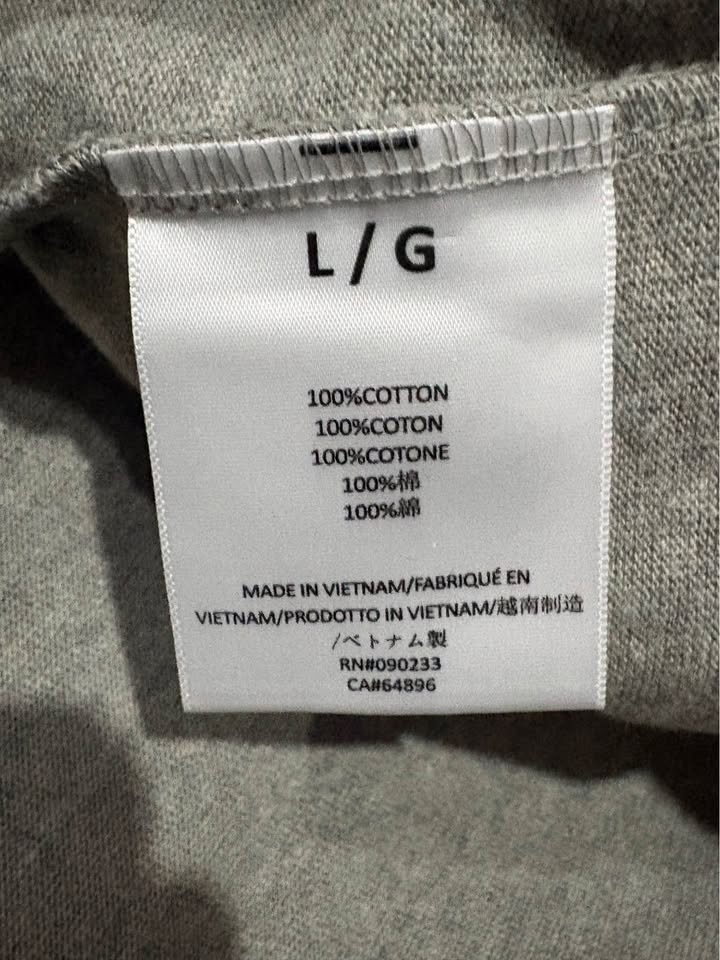 L / G
100%COTTON
100%COTON
100%COTONE
100%棉
100%綿
MADE IN VIETNAM/FABRIQUÉ EN
VIETNAM/PRODOTTO IN VIETNAM/越南制造
/ベトナム製
RN#090233
CA#64896